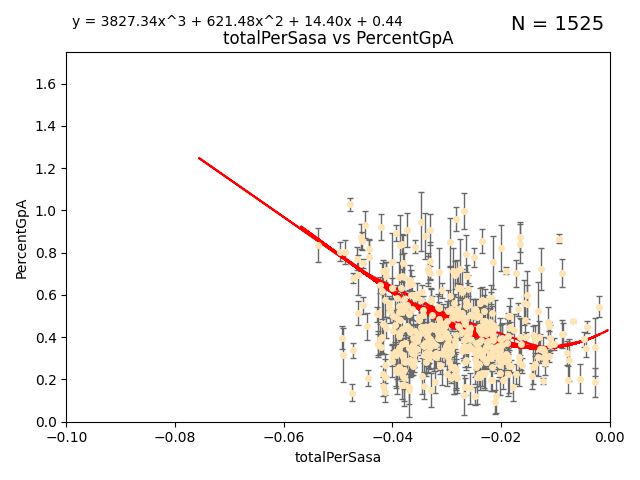 y = 3827.34x^3 + 621.48x^2 + 14.40x + 0.44
N = 1525
totalPerSasa vs PercentGpA
PercentGpA
1.6
1.4
1.2
1.0
0.8
0.6
0.4
0.2
0.0
−0.10 −0.08 −0.06 −0.04 −0.02 0.00
totalPerSasa